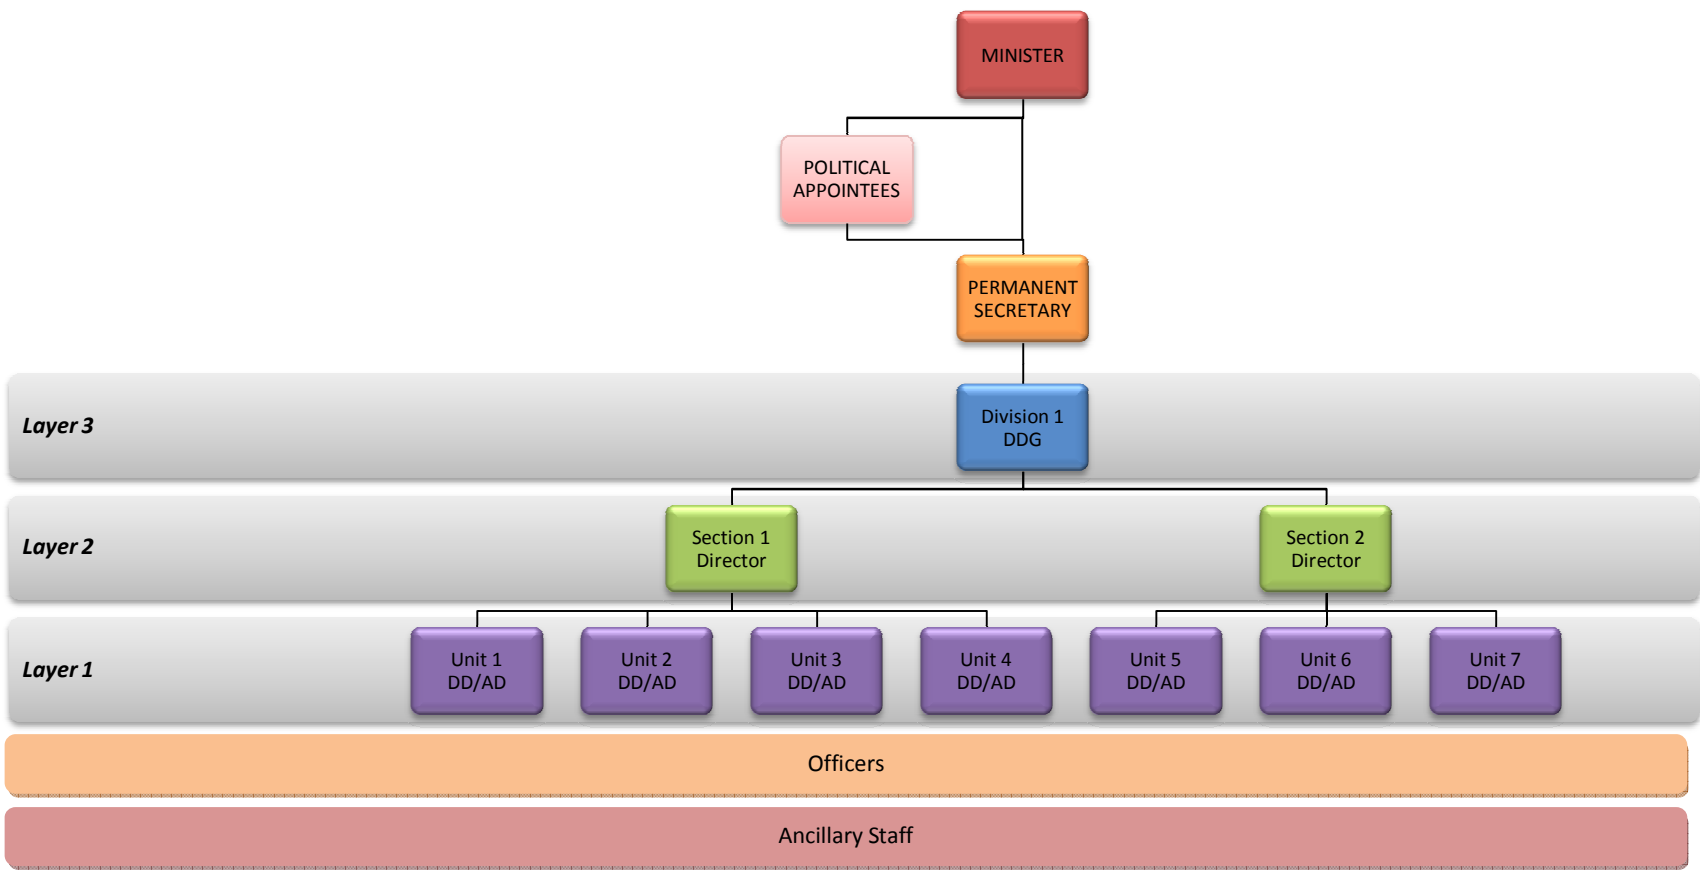 MINISTER
POLITICAL
APPOINTEES
PERMANENT
SECRETARY
Layer 3
Division 1
DDG
Layer 2
Section 1
Director
Section 2
Director
Layer 1
Unit 1
DD/AD
Unit 2
DD/AD
Unit 3
DD/AD
Unit 4
DD/AD
Unit 5
DD/AD
Unit 6
DD/AD
Unit 7
DD/AD
Officers
Ancillary Staff